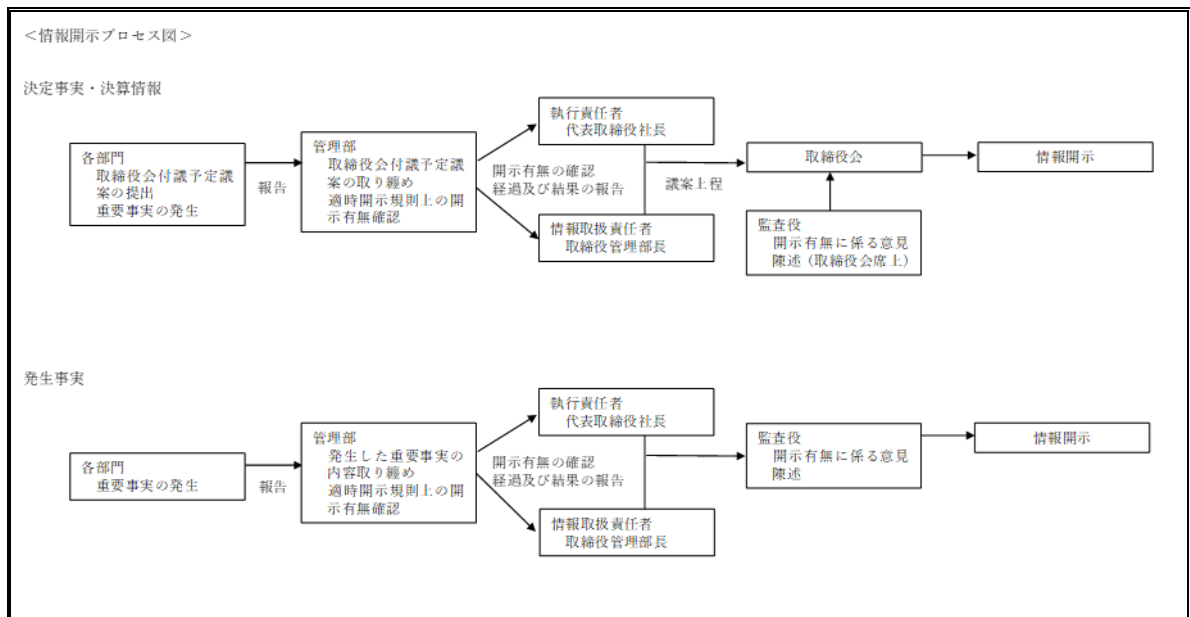 ＜情報開示プロセス図＞
決定事実・決算情報
各部門
取締役会付議予定議
案の提出
重要事実の発生
報告
管理部
取締役会付議予定議
案の取り纏め
適時開示規則上の開
示有無確認
執行責任者
代表取締役社長
開示有無の確認
経過及び結果の報告
情報取扱責任者
取締役管理部長
議案上程
取締役会
監査役
開示有無に係る意見
陳述（取締役会席上）
情報開示
発生事実
各部門
重要事実の発生
報告
管理部
発生した重要事実の
内容取り纏め
適時開示規則上の開
示有無確認
執行責任者
代表取締役社長
開示有無の確認
経過及び結果の報告
情報取扱責任者
取締役管理部長
監査役
開示有無に係る意見
陳述
情報開示